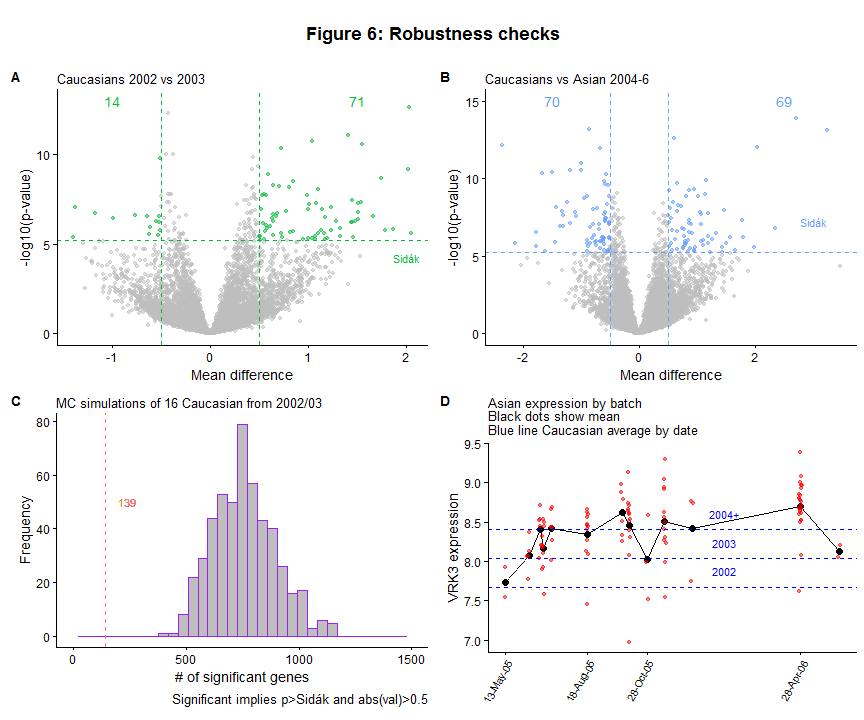 Figure 6: Robustness checks
A
Caucasians 2002 vs 2003
14
71
Sidák
-log10(p-value)
10
5
0
-1
0
1
2
Mean difference
B
Caucasians vs Asian 2004-6
70
69
Sidák
-log10(p-value)
15
10
5
0
-2
0
2
Mean difference
C
MC simulations of 16 Caucasian from 2002/03
139
Frequency
80
60
40
20
0
0
500
1000
1500
# of significant genes
Significant implies p>Sidák and abs(val)>0.5
D
Asian expression by batch
Black dots show mean
Blue line Caucasian average by date
VRK3 expression
9.5
9.0
8.5
8.0
7.5
7.0
2004+
2003
2002
13-May-05
18-Aug-05
28-Oct-05
28-Apr-06